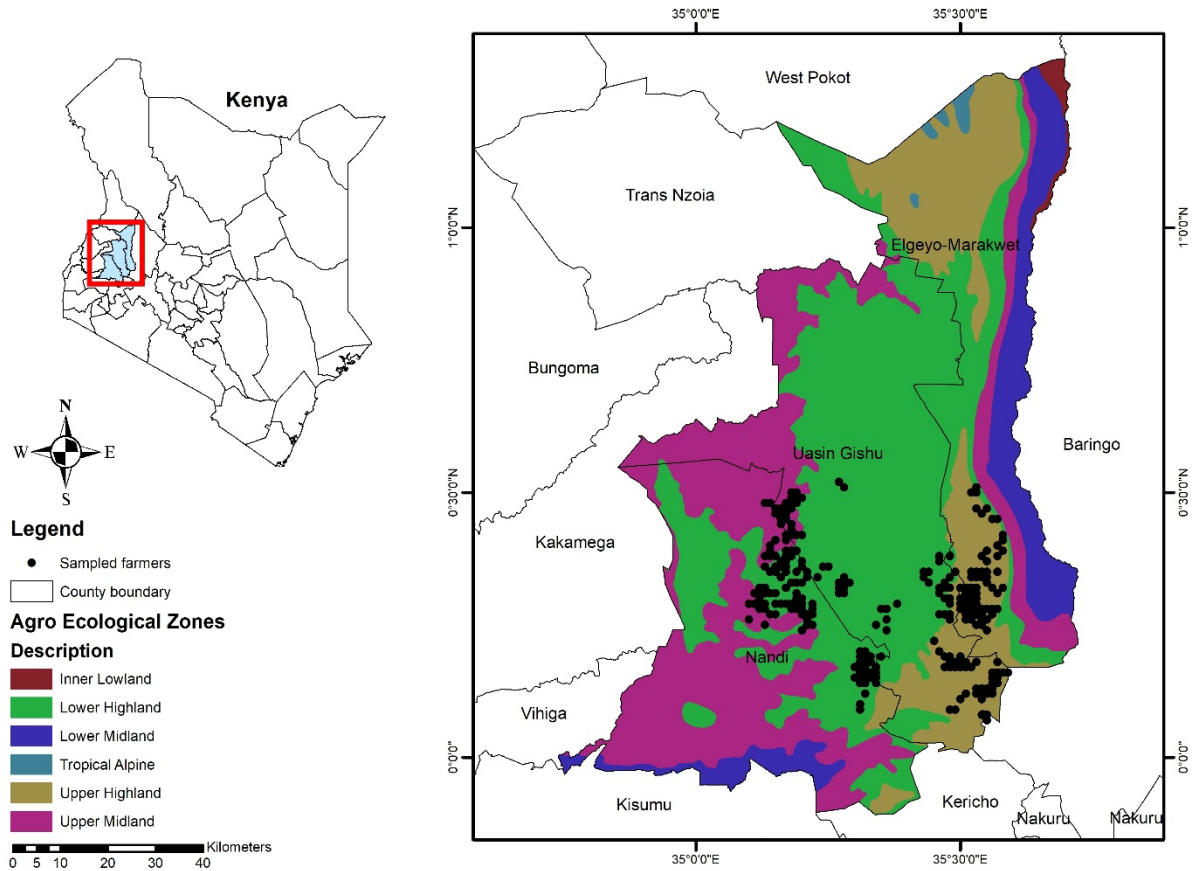 Kenya
N
W E
S
Legend
Sampled farmers
County boundary
Agro Ecological Zones
Description
Inner Lowland
Lower Highland
Lower Midland
Tropical Alpine
Upper Highland
Upper Midland
Kilometers
0 5 10 20 30 40
35°0'0"E 35°30'0"E
West Pokot
Trans Nzoia
1°0'0"N 1°0'0"N
Elgeyo-Marakwet
Bungoma
Uasin Gishu
Baringo
0°30'0"N 0°30'0"N
Kakamega
Nandi
Vihiga
0°0'0" 0°0'0"
Kisumu
Kericho
Nakuru Nakuru
35°0'0"E 35°30'0"E